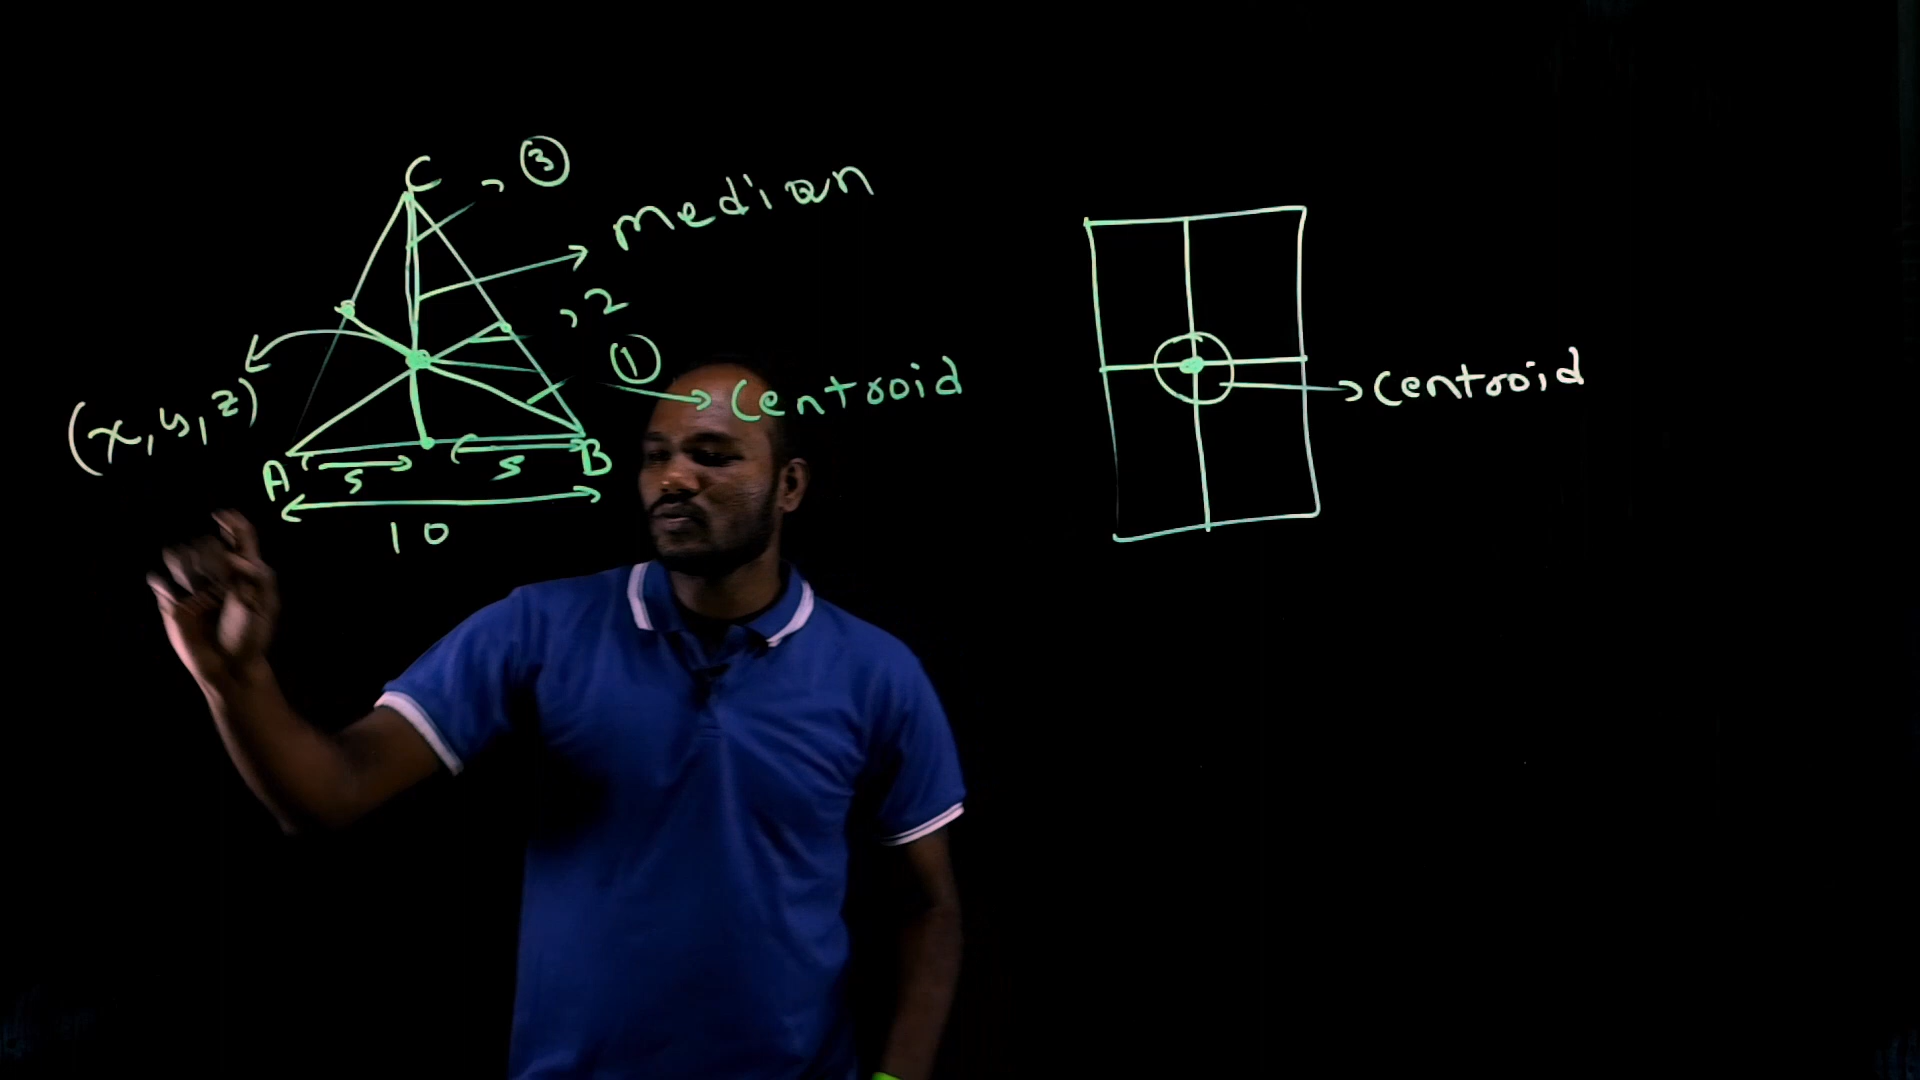 C
③
median
2
①
Centroid
(x, y, z)
A
5
5
B
10
Centroid